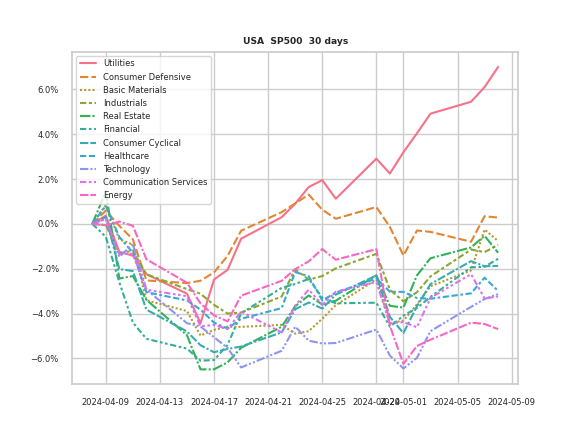 USA SP500 30 days
Utilities
Consumer Defensive
Basic Materials
Industrials
Real Estate
Financial
Consumer Cyclical
Healthcare
Technology
Communication Services
Energy
6.0%
4.0%
2.0%
0.0%
−2.0%
−4.0%
−6.0%
2024-04-09 2024-04-13 2024-04-17 2024-04-21 2024-04-25 2024-04-29 2024-05-01 2024-05-05 2024-05-09